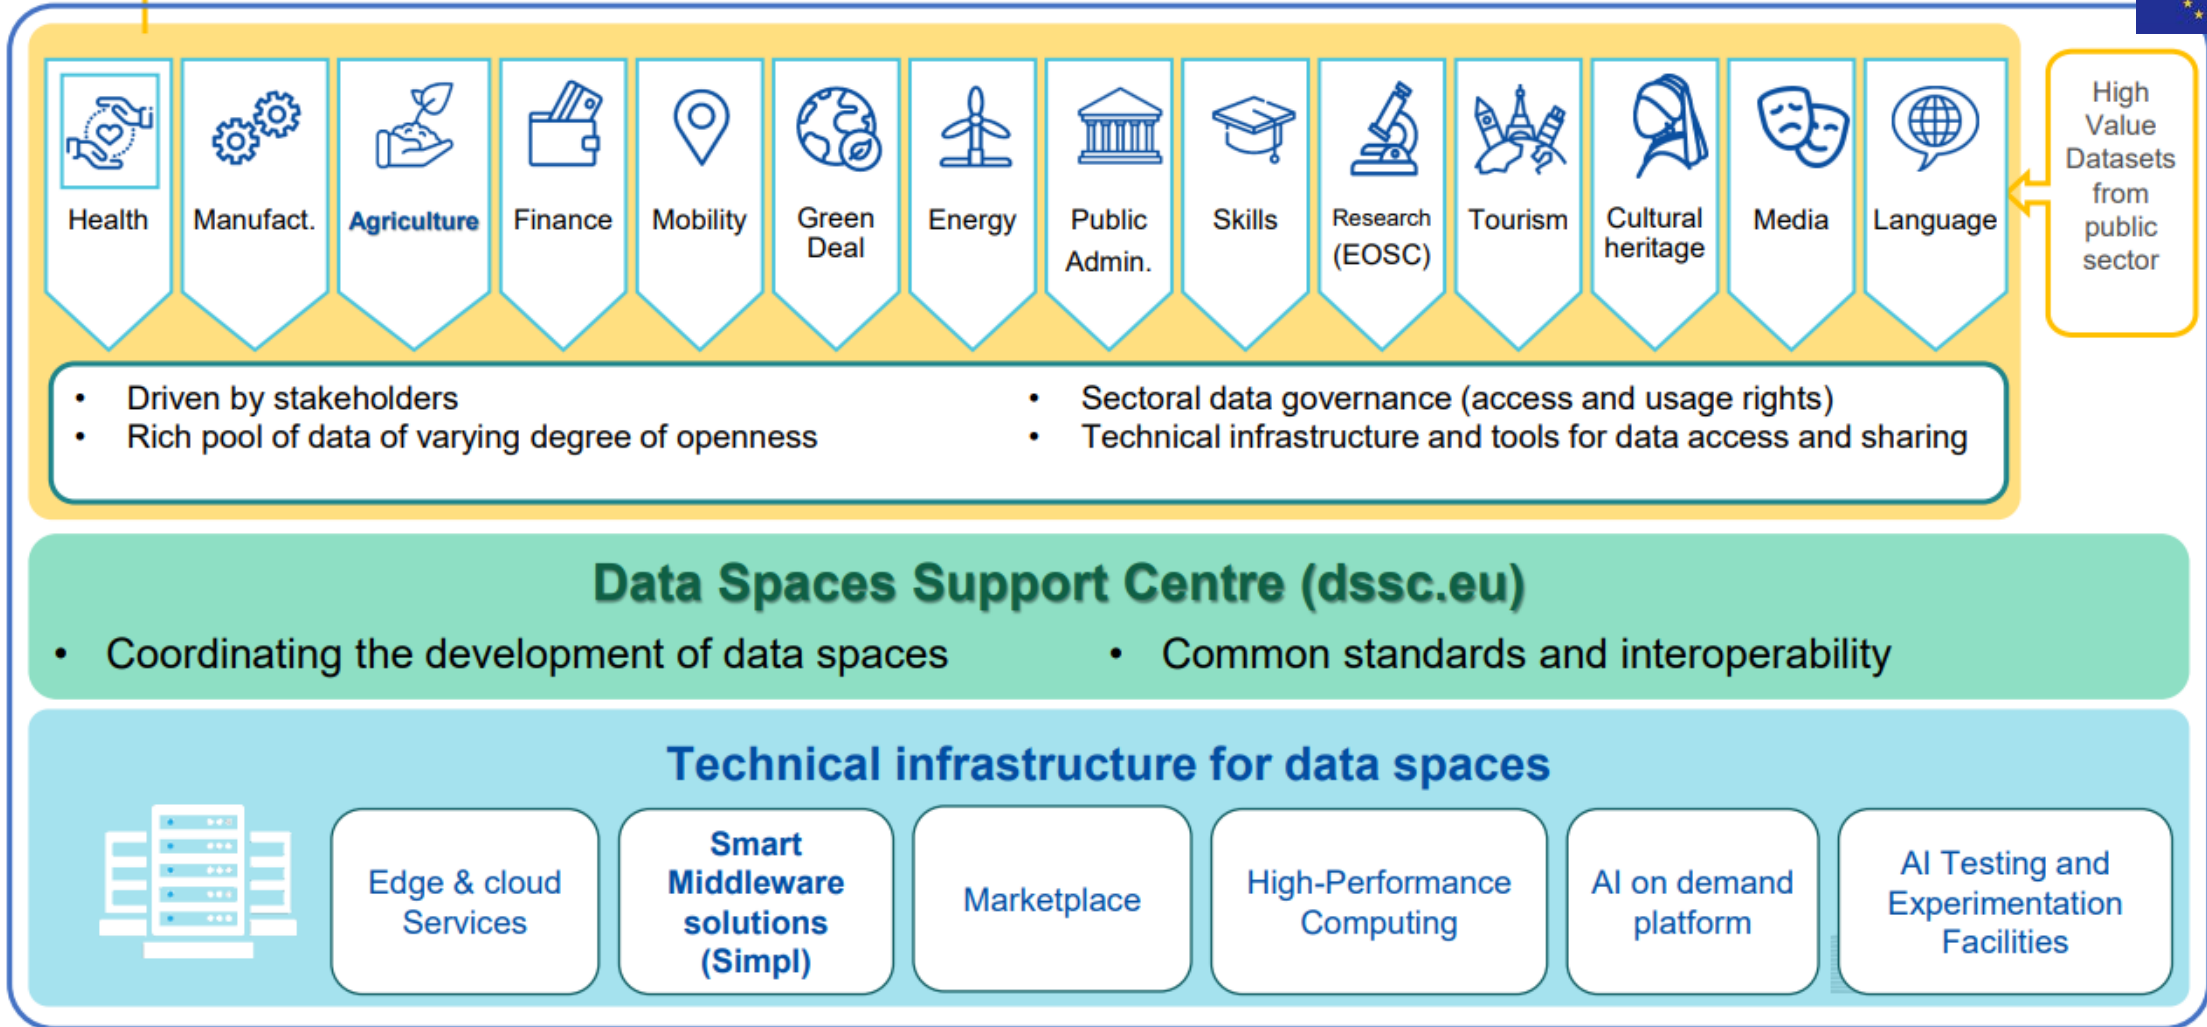 Health
Manufact.
Agriculture
Finance
Mobility
Green
Deal
Energy
Public
Admin.
Skills
Research
(EOSC)
Tourism
Cultural
heritage
Media
Language
High
Value
Datasets
from
public
sector
• Driven by stakeholders
• Rich pool of data of varying degree of openness
• Sectoral data governance (access and usage rights)
• Technical infrastructure and tools for data access and sharing
Data Spaces Support Centre (dssc.eu)
• Coordinating the development of data spaces
• Common standards and interoperability
Technical infrastructure for data spaces
Edge & cloud
Services
Smart
Middleware
solutions
(Simpl)
Marketplace
High-Performance
Computing
AI on demand
platform
AI Testing and
Experimentation
Facilities